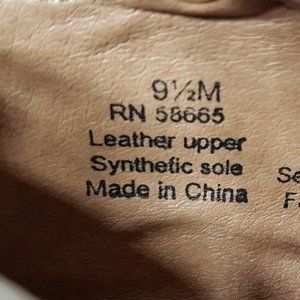 9½M
RN 58665
Leather upper
Synthetic sole
Made in China